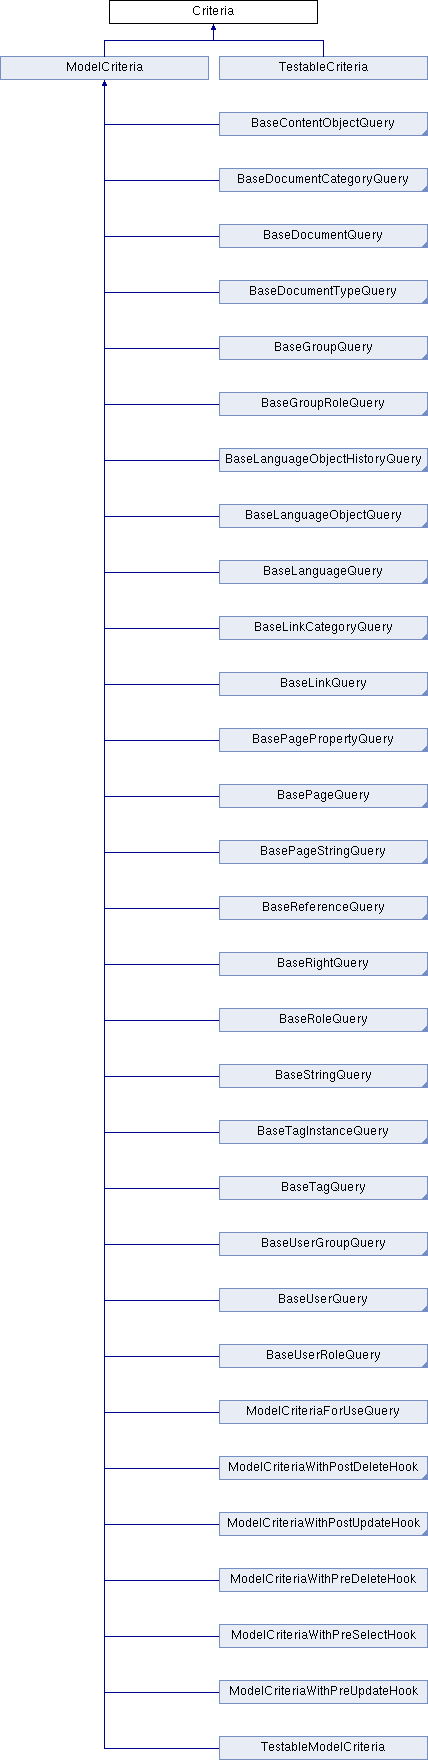 Criteria
ModelCriteria
TestableCriteria
BaseContentObjectQuery
BaseDocumentCategoryQuery
BaseDocumentQuery
BaseDocumentTypeQuery
BaseGroupQuery
BaseGroupRoleQuery
BaseLanguageObjectHistoryQuery
BaseLanguageObjectQuery
BaseLanguageQuery
BaseLinkCategoryQuery
BaseLinkQuery
BasePagePropertyQuery
BasePageQuery
BasePageStringQuery
BaseReferenceQuery
BaseRightQuery
BaseRoleQuery
BaseStringQuery
BaseTagInstanceQuery
BaseTagQuery
BaseUserGroupQuery
BaseUserQuery
BaseUserRoleQuery
ModelCriteriaForUseQuery
ModelCriteriaWithPostDeleteHook
ModelCriteriaWithPostUpdateHook
ModelCriteriaWithPreDeleteHook
ModelCriteriaWithPreSelectHook
ModelCriteriaWithPreUpdateHook
TestableModelCriteria